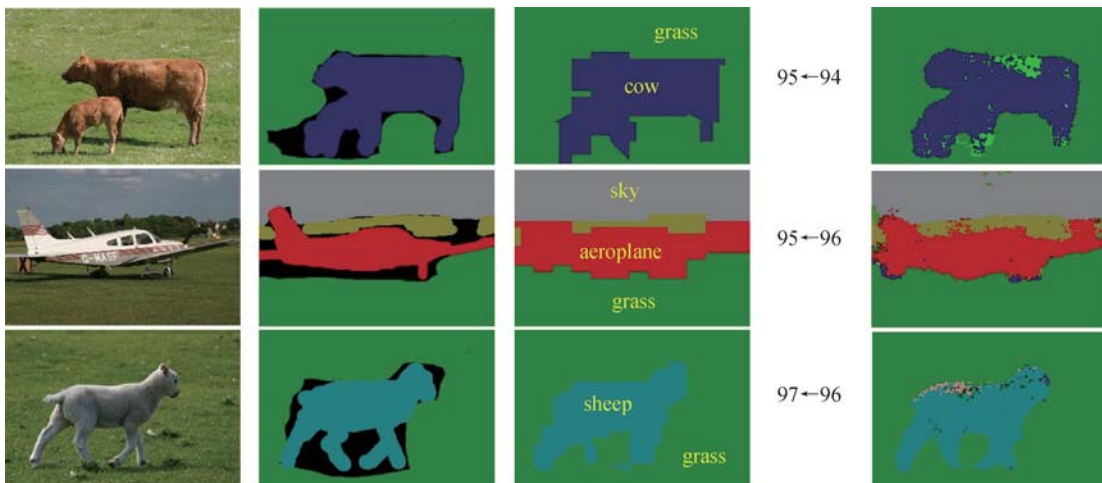 grass
cow
95←94
G-MASF
sky
aeroplane
grass
95←96
sheep
grass
97←96